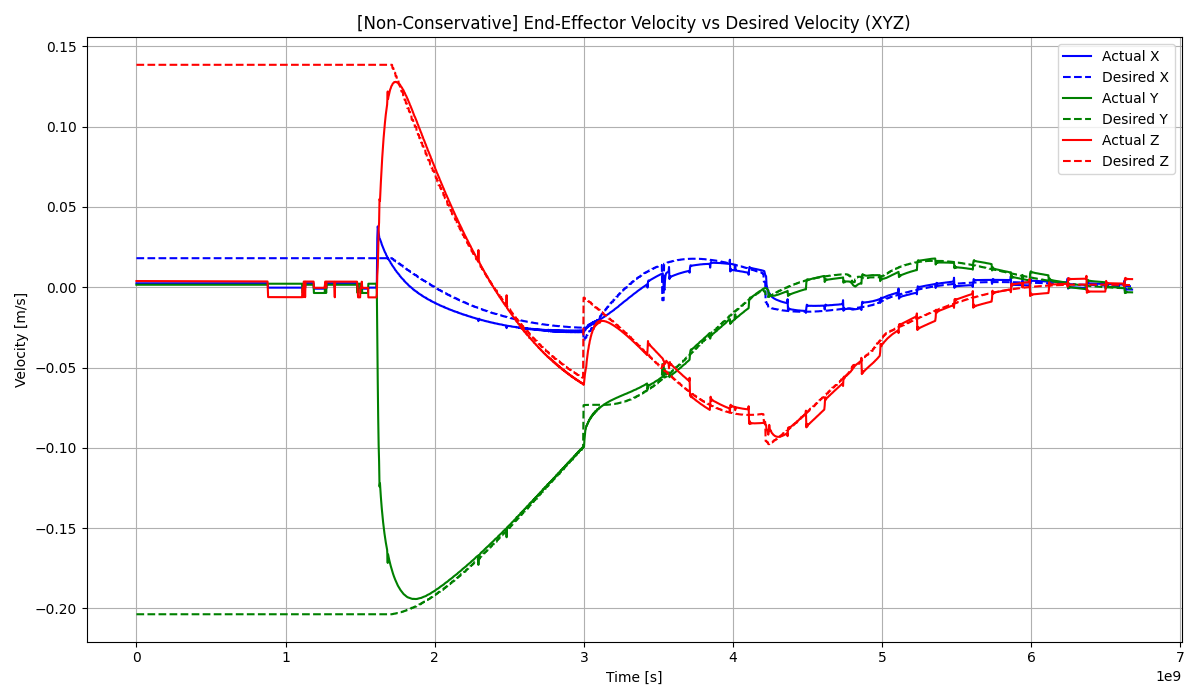 [Non-Conservative] End-Effector Velocity vs Desired Velocity (XYZ)
Velocity [m/s]
0.15
0.10
0.05
0.00
−0.05
−0.10
−0.15
−0.20
Actual X
Desired X
Actual Y
Desired Y
Actual Z
Desired Z
0 1 2 3 4 5 6 7
1e9
Time [s]